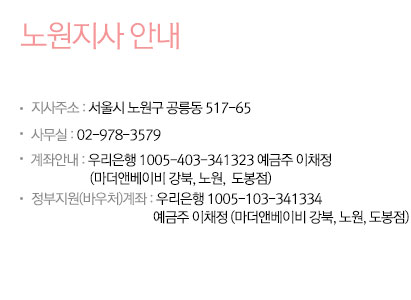 노원지사 안내
• 지사주소 : 서울시 노원구 공릉동 517-65
• 사무실 : 02-978-3579
• 계좌안내 : 우리은행 1005-403-341323 예금주 이채정
(마더앤베이비 강북, 노원, 도봉점)
• 정부지원(바우처)계좌 : 우리은행 1005-103-341334
예금주 이채정 (마더앤베이비 강북, 노원, 도봉점)